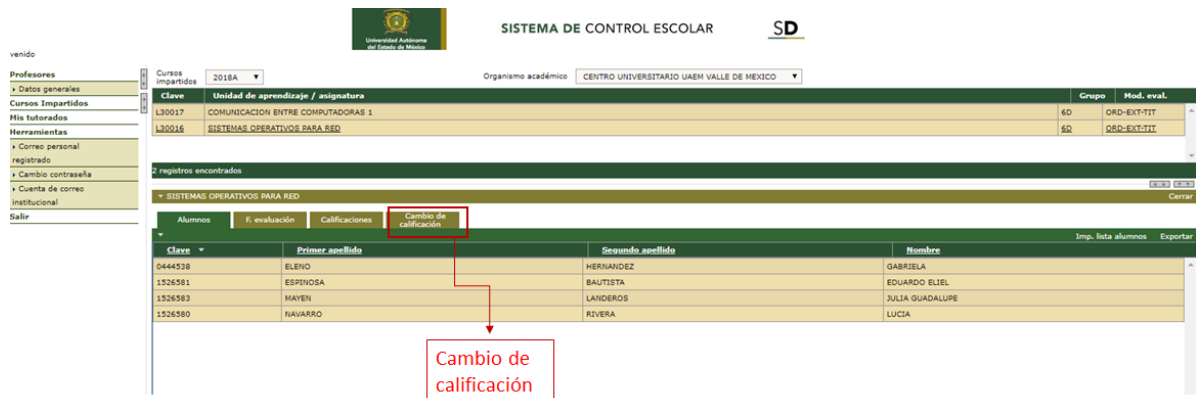 Universidad Autónoma
del Estado de México
SISTEMA DE CONTROL ESCOLAR
SD
venido
Profesores
Datos generales
Cursos Impartidos
Mis tutorados
Herramientas
Correo personal
registrado
Cambio contraseña
Cuenta de correo
institucional
Salir
Cursos
impartidos
2018A
Organismo académico
CENTRO UNIVERSITARIO UAEM VALLE DE MEXICO
Clave Unidad de aprendizaje / asignatura Grupo Mod. eval.
L30017 COMUNICACION ENTRE COMPUTADORAS 1 6D ORD-EXT-TIT
L30016 SISTEMAS OPERATIVOS PARA RED 6D ORD-EXT-TIT
2 registros encontrados
SISTEMAS OPERATIVOS PARA RED Cerrar
Alumnos F. evaluación Calificaciones Cambio de
calificación
Imp. lista alumnos Exportar
Clave Primer apellido Segundo apellido Nombre
0444538 ELENO HERNANDEZ GABRIELA
1526581 ESPINOSA BAUTISTA EDUARDO ELIEL
1526583 MAYEN LANDEROS JULIA GUADALUPE
1526580 NAVARRO RIVERA LUCIA
Cambio de
calificación